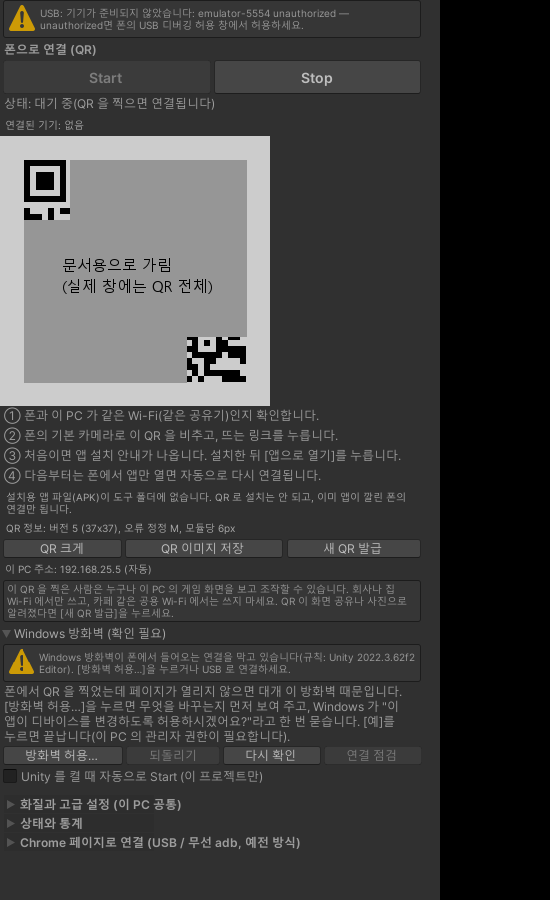 USB: 기기가 준비되지 않았습니다: emulator-5554 unauthorized —
unauthorized면 폰의 USB 디버깅 허용 창에서 허용하세요.
폰으로 연결 (QR)
Start
Stop
상태: 대기 중(QR 을 찍으면 연결됩니다)
연결된 기기: 없음
문서용으로 가림
(실제 창에는 QR 전체)
① 폰과 이 PC 가 같은 Wi-Fi(같은 공유기)인지 확인합니다.
② 폰의 기본 카메라로 이 QR 을 비추고, 뜨는 링크를 누릅니다.
③ 처음이면 앱 설치 안내가 나옵니다. 설치한 뒤 [앱으로 열기]를 누릅니다.
④ 다음부터는 폰에서 앱만 열면 자동으로 다시 연결됩니다.
설치용 앱 파일(APK)이 도구 폴더에 없습니다. QR 로 설치는 안 되고, 이미 앱이 깔린 폰의
연결만 됩니다.
QR 정보: 버전 5 (37x37), 오류 정정 M, 모듈당 6px
QR 크게
QR 이미지 저장
새 QR 발급
이 PC 주소: 192.168.25.5 (자동)
이 QR 을 찍은 사람은 누구나 이 PC 의 게임 화면을 보고 조작할 수 있습니다. 회사나 집
Wi-Fi 에서만 쓰고, 카페 같은 공용 Wi-Fi 에서는 쓰지 마세요. QR 이 화면 공유나 사진으로
알려졌다면 [새 QR 발급]을 누르세요.
Windows 방화벽 (확인 필요)
Windows 방화벽이 폰에서 들어오는 연결을 막고 있습니다(규칙: Unity 2022.3.62f2
Editor). [방화벽 허용...]을 누르거나 USB 로 연결하세요.
폰에서 QR 을 찍었는데 페이지가 열리지 않으면 대개 이 방화벽 때문입니다.
[방화벽 허용...]을 누르면 무엇을 바꾸는지 먼저 보여 주고, Windows 가 "이
앱이 디바이스를 변경하도록 허용하시겠어요?"라고 한 번 묻습니다. [예]를
누르면 끝납니다(이 PC 의 관리자 권한이 필요합니다).
방화벽 허용...
되돌리기
다시 확인
연결 점검
Unity 를 켤 때 자동으로 Start (이 프로젝트만)
화질과 고급 설정 (이 PC 공통)
상태와 통계
Chrome 페이지로 연결 (USB / 무선 adb, 예전 방식)